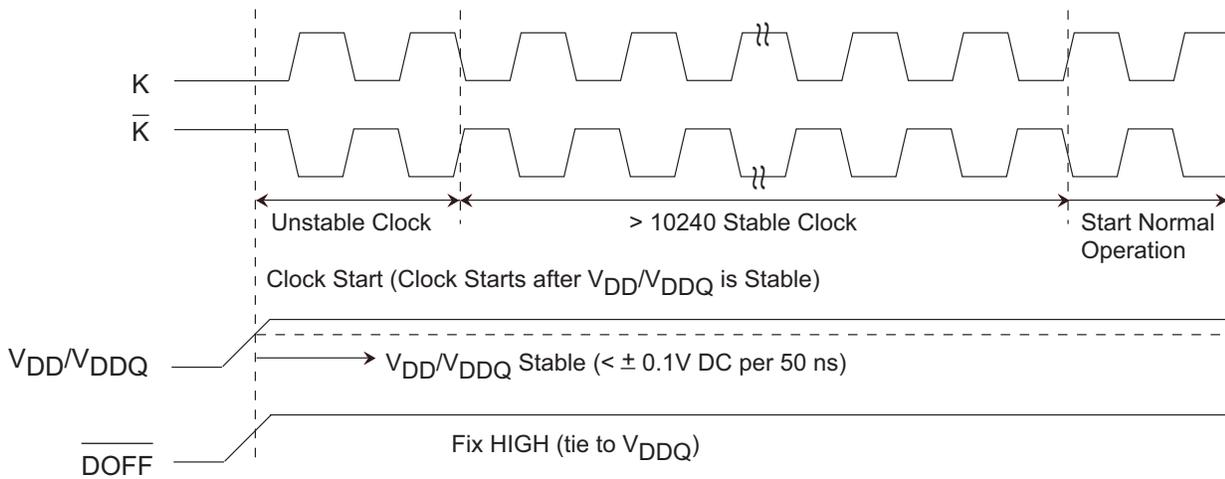 K
K̅
Unstable Clock
> 10240 Stable Clock
Start Normal
Operation
Clock Start (Clock Starts after VDD/VDDQ is Stable)
VDD/VDDQ
VDD/VDDQ Stable (< ± 0.1V DC per 50 ns)
Fix HIGH (tie to VDDQ)
D̅O̅F̅F̅